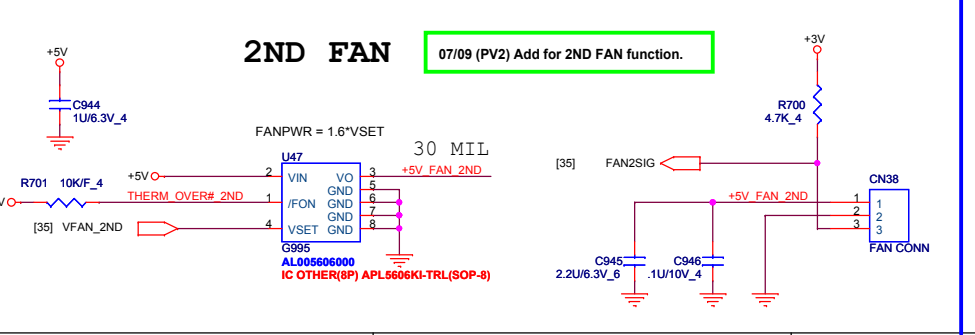 2ND FAN
07/09 (PV2) Add for 2ND FAN function.
+5V
C944
1U/6.3V_4
FANPWR = 1.6*VSET
30 MIL
U47
+5V
2 VIN VO 3 +5V_FAN_2ND
GND 5
R701 10K/F_4 THERM_OVER#_2ND 1 /FON GND 6
GND 7
[35] VFAN_2ND 4 VSET GND 8
G995
AL005606000
IC OTHER(8P) APL5606KI-TRL(SOP-8)
+3V
R700
4.7K_4
[35] FAN2SIG
CN38
+5V_FAN_2ND 1 1
2 2
3 3
FAN CONN
C945
2.2U/6.3V_6
C946
.1U/10V_4